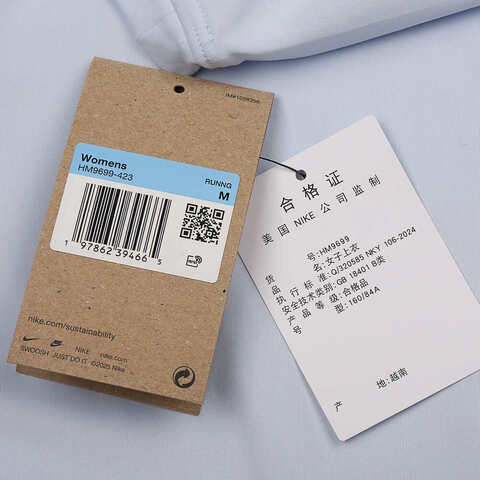 Womens
HM9699-423
RUNNG
M
1 97862 39466 5
nike.com/sustainability
NIKE nike.com
SWOOSH JUST DO IT ©2025 Nike
合格证
美国 NIKE 公司监制
货号:HM9699
品名:女子上衣
执行标准:Q/320585 NKY 106-2024
安全技术类别:GB 18401 B类
产品等级:合格品
型:160/84A
产地:越南